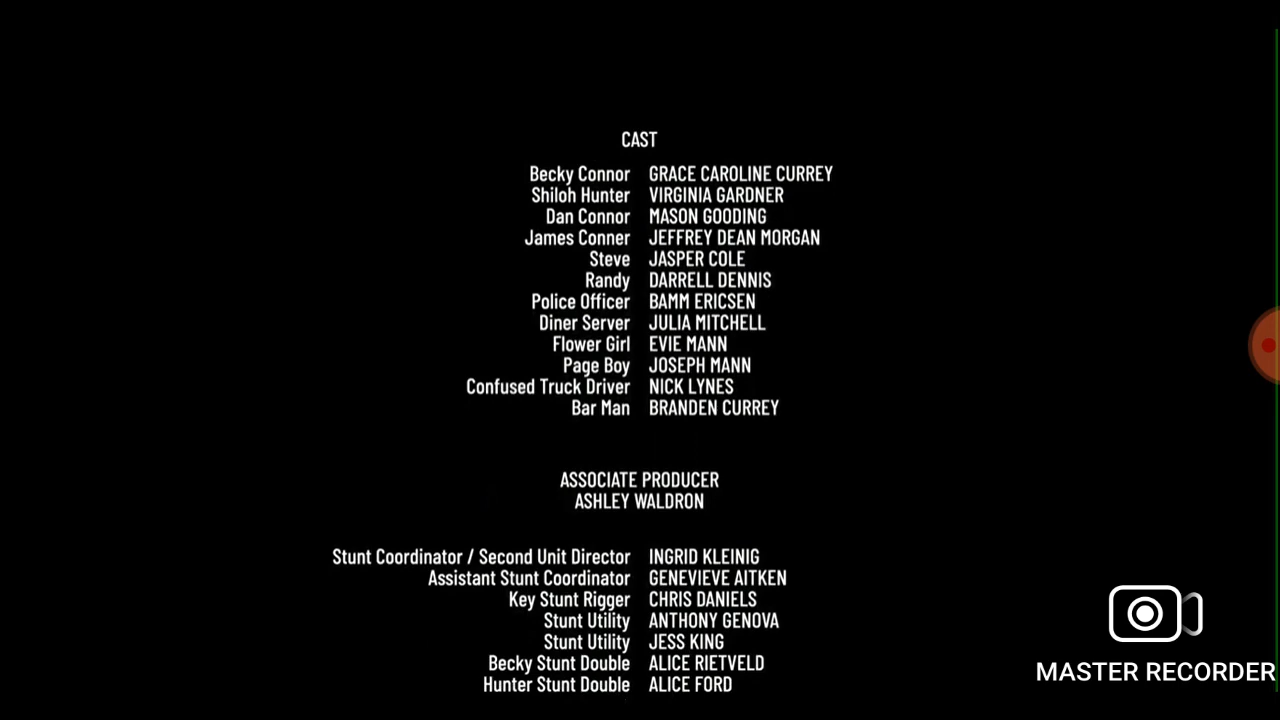 CAST
Becky Connor GRACE CAROLINE CURREY
Shiloh Hunter VIRGINIA GARDNER
Dan Connor MASON GOODING
James Conner JEFFREY DEAN MORGAN
Steve JASPER COLE
Randy DARRELL DENNIS
Police Officer BAMM ERICSEN
Diner Server JULIA MITCHELL
Flower Girl EVIE MANN
Page Boy JOSEPH MANN
Confused Truck Driver NICK LYNES
Bar Man BRANDEN CURREY
ASSOCIATE PRODUCER
ASHLEY WALDRON
Stunt Coordinator / Second Unit Director INGRID KLEINIG
Assistant Stunt Coordinator GENEVIEVE AITKEN
Key Stunt Rigger CHRIS DANIELS
Stunt Utility ANTHONY GENOVA
Stunt Utility JESS KING
Becky Stunt Double ALICE RIETVELD
Hunter Stunt Double ALICE FORD
MASTER RECORDER